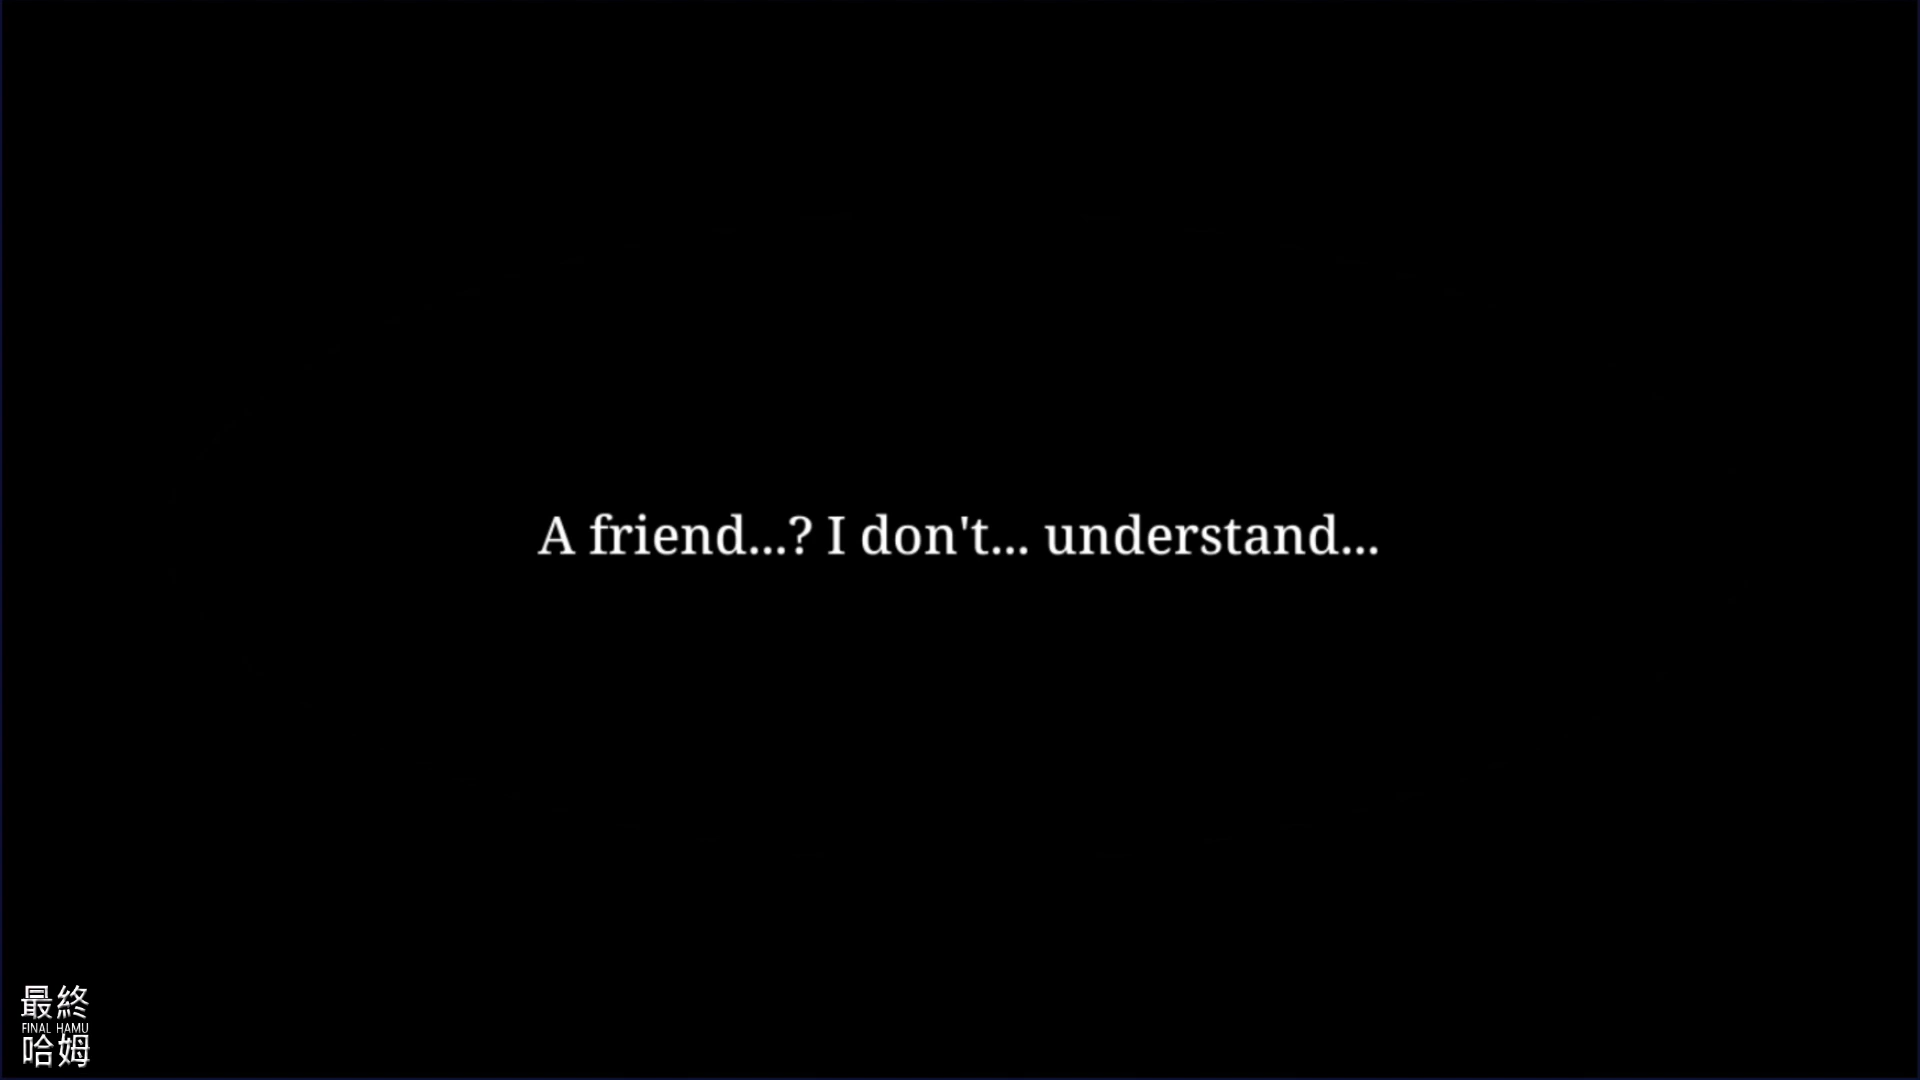 A friend...? I don't... understand...
最終
FINAL HAMU
哈姆